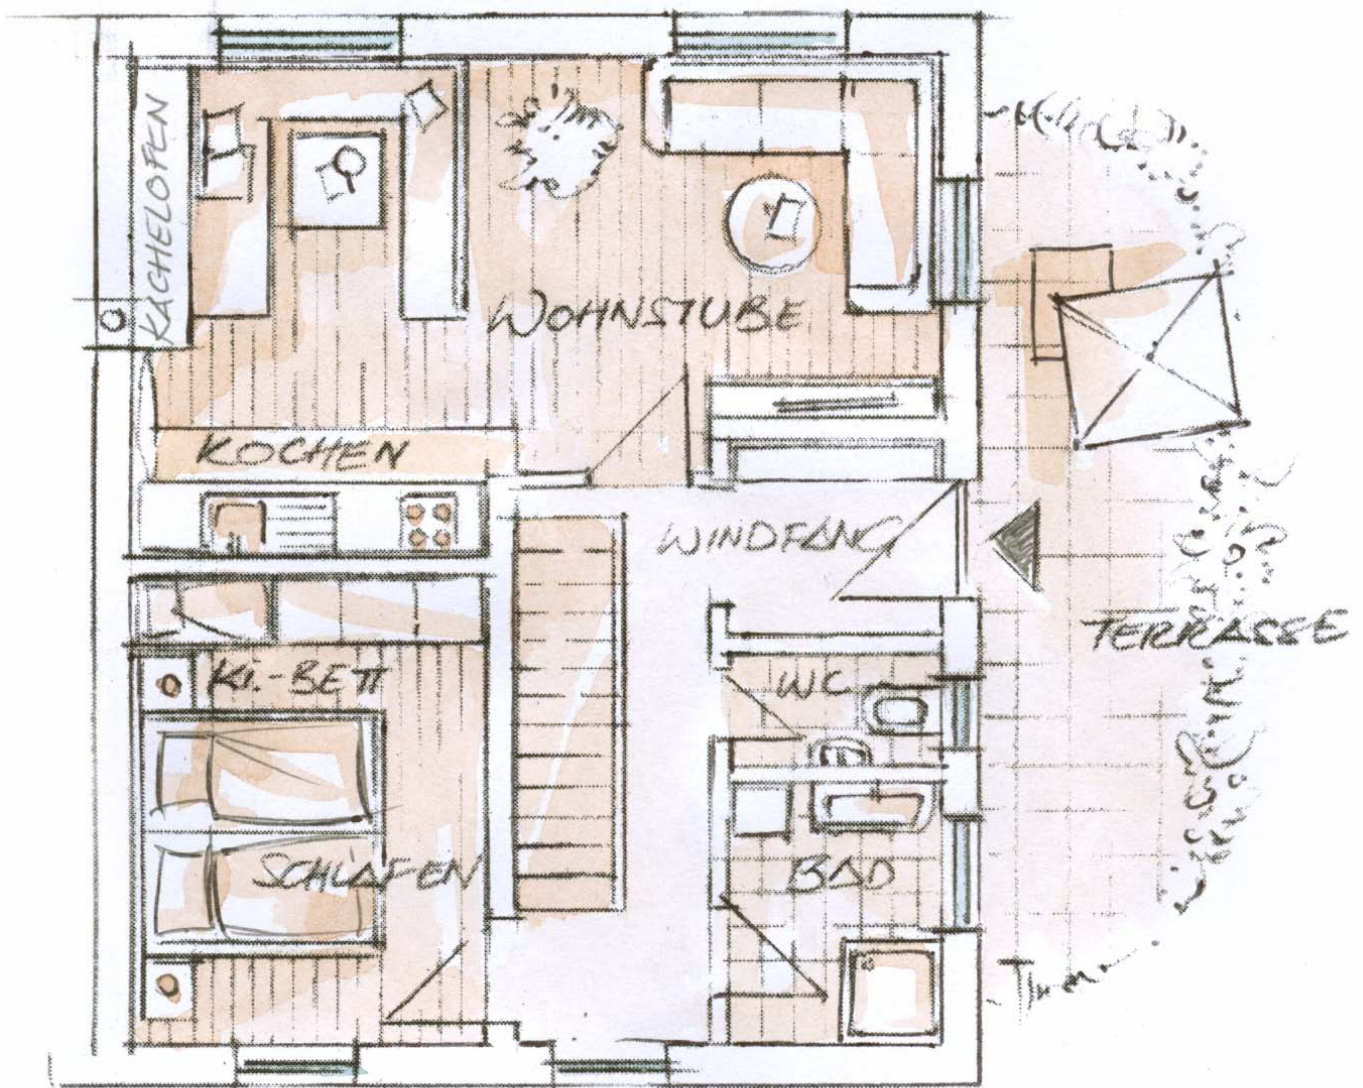 KACHELOFEN
WOHNSTUBE
KOCHEN
WINDFANG
TERRASSE
KI.-BETT
WC
SCHLAFEN
BAD